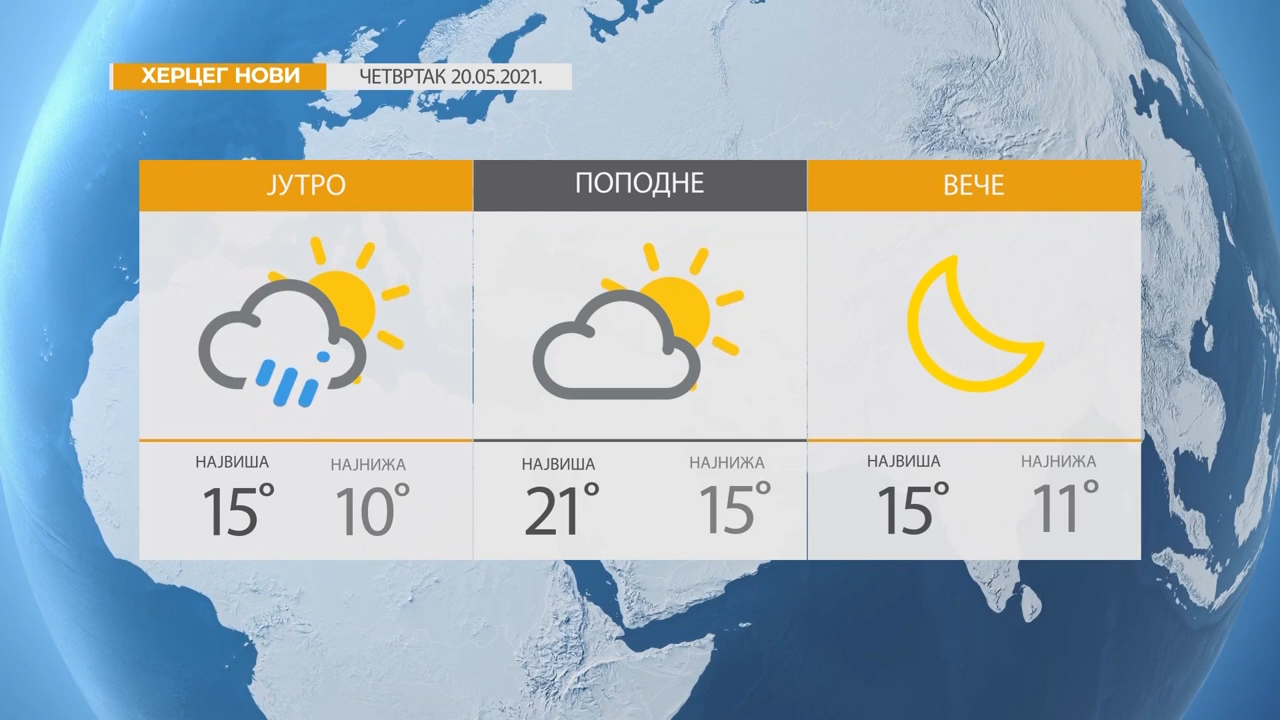 ХЕРЦЕГ НОВИ
ЧЕТВРТАК 20.05.2021.
ЈУТРО
ПОПОДНЕ
ВЕЧЕ
НАЈВИША
НАЈНИЖА
15°
10°
НАЈВИША
НАЈНИЖА
21°
15°
НАЈВИША
НАЈНИЖА
15°
11°